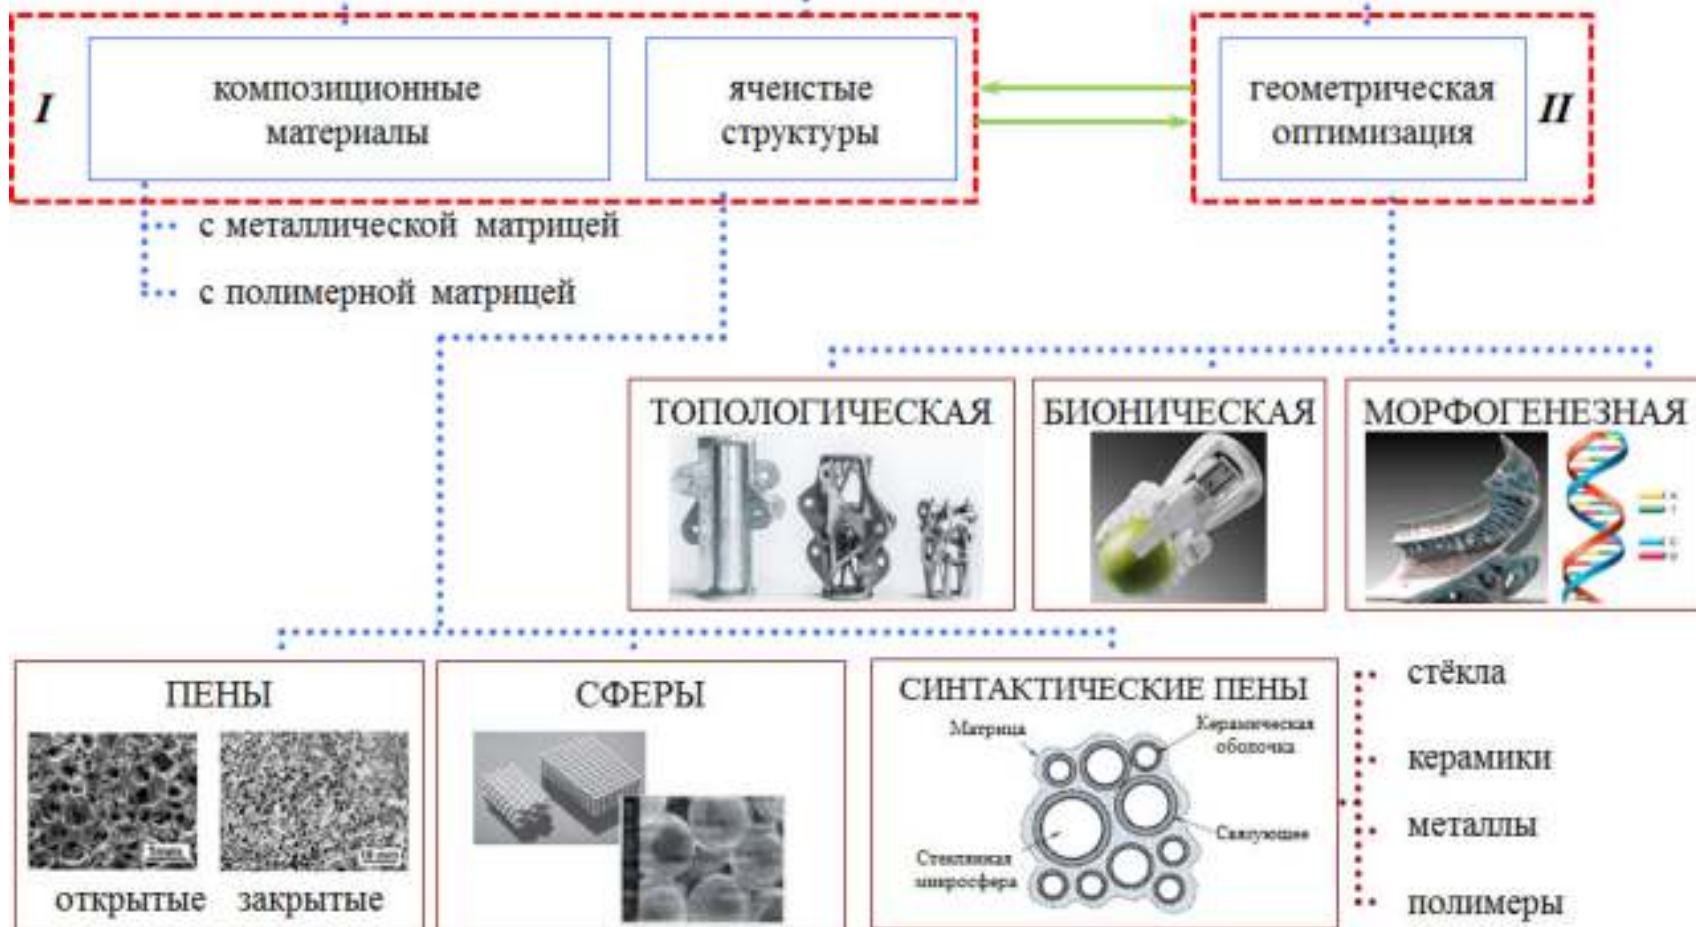 I
композиционные
материалы
ячеистые
структуры
геометрическая
оптимизация
II
с металлической матрицей
с полимерной матрицей
ТОПОЛОГИЧЕСКАЯ
БИОНИЧЕСКАЯ
МОРФОГЕНЕЗНАЯ
ПЕНЫ
открытые
закрытые
СФЕРЫ
СИНТАКТИЧЕСКИЕ ПЕНЫ
Матрица
Керамическая
оболочка
Связующее
Стеклянная
микросфера
стёкла
керамики
металлы
полимеры